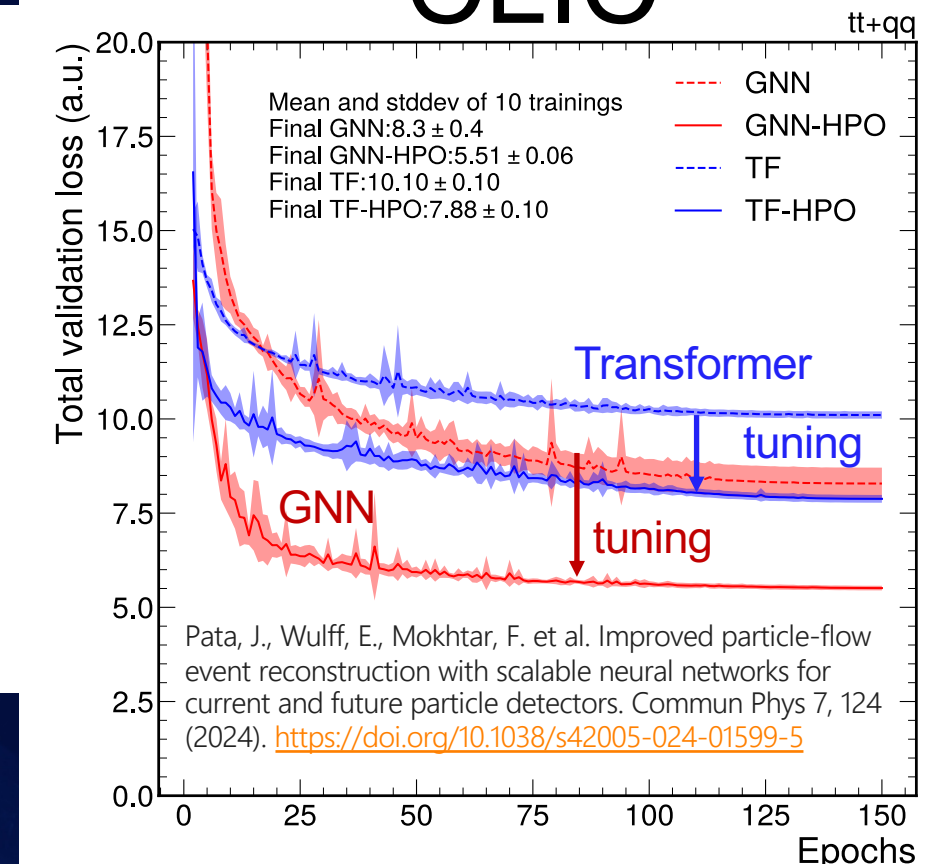 tt+qq
Total validation loss (a.u.)
20.0
17.5
15.0
12.5
10.0
7.5
5.0
2.5
0.0
Mean and stddev of 10 trainings
Final GNN:8.3 ± 0.4
Final GNN-HPO:5.51 ± 0.06
Final TF:10.10 ± 0.10
Final TF-HPO:7.88 ± 0.10
GNN
GNN-HPO
TF
TF-HPO
Transformer
tuning
GNN
tuning
Pata, J., Wulff, E., Mokhtar, F. et al. Improved particle-flow
event reconstruction with scalable neural networks for
current and future particle detectors. Commun Phys 7, 124
(2024). https://doi.org/10.1038/s42005-024-01599-5
0 25 50 75 100 125 150
Epochs